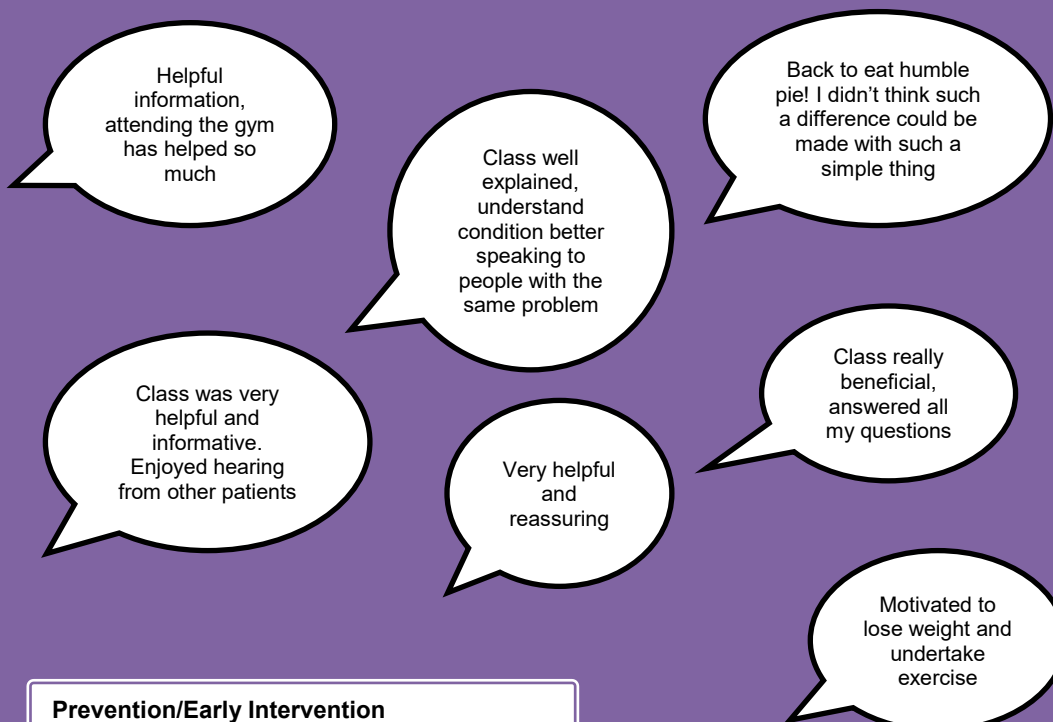 Helpful
information,
attending the gym
has helped so
much
Class well
explained,
understand
condition better
speaking to
people with the
same problem
Back to eat humble
pie! I didn’t think such
a difference could be
made with such a
simple thing
Class was very
helpful and
informative.
Enjoyed hearing
from other patients
Very helpful
and
reassuring
Class really
beneficial,
answered all
my questions
Motivated to
lose weight and
undertake
exercise
Prevention/Early Intervention